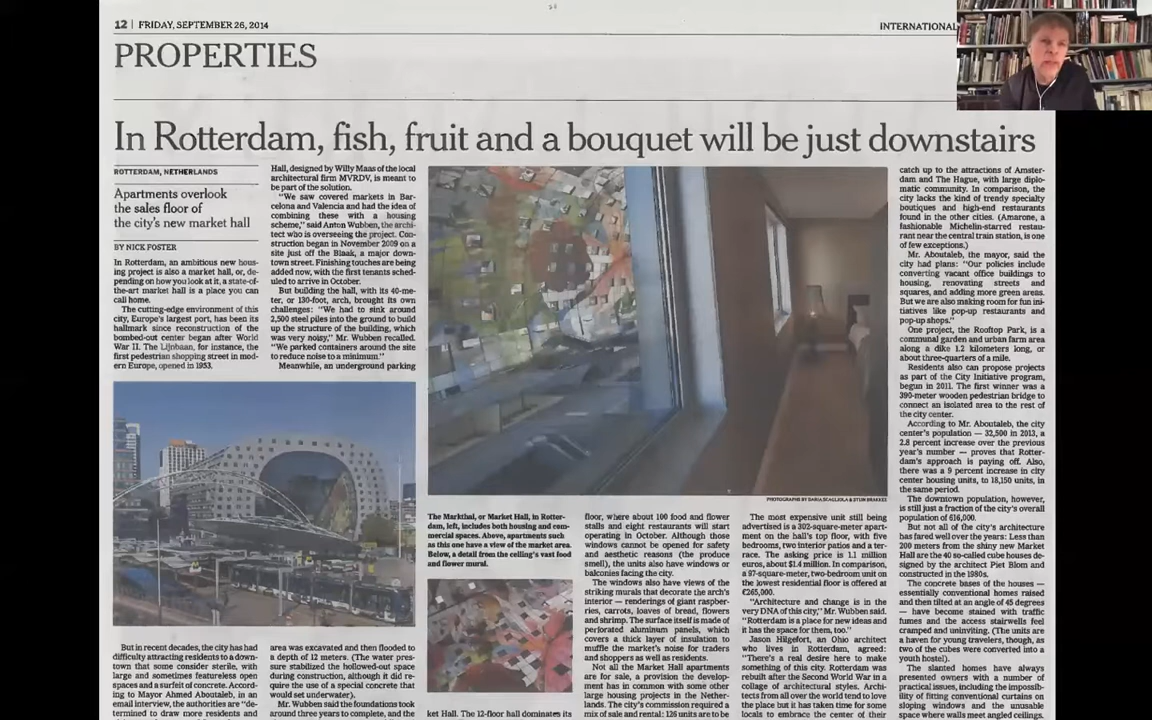 12 | FRIDAY, SEPTEMBER 26, 2014
INTERNATIONAL
PROPERTIES
In Rotterdam, fish, fruit and a bouquet will be just downstairs
ROTTERDAM, NETHERLANDS
Apartments overlook
the sales floor of
the city's new market hall
BY NICK FOSTER
In Rotterdam, an ambitious new hous-
ing project is also a market hall, or, de-
pending on how you look at it, a state-of-
the-art market hall is a place you can
call home.
The cutting-edge environment of this
city, Europe's largest port, has been its
hallmark since reconstruction of the
bombed-out center began after World
War II. The Lijnbaan, for instance, the
first pedestrian shopping street in mod-
ern Europe, opened in 1953.
But in recent decades, the city has had
difficulty attracting residents to a down-
town that some consider sterile, with
large and sometimes featureless open
spaces and a surfeit of concrete. Accord-
ing to Mayor Ahmed Aboutaleb, in an
email interview, the authorities are "de-
termined to draw more residents and
Hall, designed by Willy Maas of the local
architectural firm MVRDV, is meant to
be part of the solution.
"We saw covered markets in Bar-
celona and Valencia and had the idea of
combining these with a housing
scheme," said Anton Wubben, the archi-
tect who is overseeing the project. Con-
struction began in November 2009 on a
site just off the Blaak, a major down-
town street. Finishing touches are being
added now, with the first tenants sched-
uled to arrive in October.
But building the hall, with its 40-me-
ter, or 130-foot, arch, brought its own
challenges: "We had to sink around
2,500 steel piles into the ground to build
up the structure of the building, which
was very noisy," Mr. Wubben recalled.
"We parked containers around the site
to reduce noise to a minimum."
Meanwhile, an underground parking
area was excavated and then flooded to
a depth of 12 meters. (The water pres-
sure stabilized the hollowed-out space
during construction, although it did re-
quire the use of a special concrete that
would set underwater).
Mr. Wubben said the foundations took
around three years to complete, and the
PHOTOGRAPHS BY DARIA SCAGLIOLA & STIJN BRAKKEE
The Markthal, or Market Hall, in Rotter-
dam, left, includes both housing and com-
mercial spaces. Above, apartments such
as this one have a view of the market area.
Below, a detail from the ceiling's vast food
and flower mural.
ket Hall. The 12-floor hall dominates its
floor, where about 100 food and flower
stalls and eight restaurants will start
operating in October. Although those
windows cannot be opened for safety
and aesthetic reasons (the produce
smell), the units also have windows or
balconies facing the city.
The windows also have views of the
striking murals that decorate the arch's
interior — renderings of giant raspber-
ries, carrots, loaves of bread, flowers
and shrimp. The surface itself is made of
perforated aluminum panels, which
cover a thick layer of insulation to
muffle the market's noise for traders
and shoppers as well as residents.
Not all the Market Hall apartments
are for sale, a provision the develop-
ment has in common with some other
large housing projects in the Nether-
lands. The city's commission required a
mix of sale and rental: 126 units are to be
The most expensive unit still being
advertised is a 302-square-meter apart-
ment on the hall's top floor, with five
bedrooms, two interior patios and a ter-
race. The asking price is 1.1 million
euros, about $1.4 million. In comparison,
a 97-square-meter, two-bedroom unit on
the lowest residential floor is offered at
€265,000.
"Architecture and change is in the
very DNA of this city," Mr. Wubben said.
"Rotterdam is a place for new ideas and
it has the space for them, too."
Jason Hilgefort, an Ohio architect
who lives in Rotterdam, agreed:
"There's a real desire here to make
something of this city. Rotterdam was
rebuilt after the Second World War in a
collage of architectural styles. Archi-
tects from all over the world tend to love
the place but it has taken time for some
locals to embrace the center of their
catch up to the attractions of Amster-
dam and The Hague, with large diplo-
matic community. In comparison, the
city lacks the kind of trendy specialty
boutiques and high-end restaurants
found in the other cities. (Amarone, a
fashionable Michelin-starred restau-
rant near the central train station, is one
of few exceptions.)
Mr. Aboutaleb, the mayor, said the
city had plans: "Our policies include
converting vacant office buildings to
housing, renovating streets and
squares, and adding more green areas.
But we are also making room for fun ini-
tiatives like pop-up restaurants and
pop-up shops."
One project, the Rooftop Park, is a
communal garden and urban farm area
along a dike 1.2 kilometers long, or
about three-quarters of a mile.
Residents also can propose projects
as part of the City Initiative program,
begun in 2011. The first winner was a
390-meter wooden pedestrian bridge to
connect an isolated area to the rest of
the city center.
According to Mr. Aboutaleb, the city
center's population — 32,500 in 2013, a
2.8 percent increase over the previous
year's number — proves that Rotter-
dam's approach is paying off. Also,
there was a 9 percent increase in city
center housing units, to 18,150 units, in
the same period.
The downtown population, however,
is still just a fraction of the city's overall
population of 616,000.
But not all of the city's architecture
has fared well over the years: Less than
200 meters from the shiny new Market
Hall are the 40 so-called cube houses de-
signed by the architect Piet Blom and
constructed in the 1980s.
The concrete bases of the houses —
essentially conventional homes raised
and then tilted at an angle of 45 degrees
— have become stained with traffic
fumes and the access stairwells feel
cramped and uninviting. (The units are
a haven for young travelers, though, as
two of the cubes were converted into a
youth hostel).
The slanted homes have always
presented owners with a number of
practical issues, including the impossibil-
ity of fitting conventional curtains on
sloping windows and the unusable
space where walls meet angled ceilings.